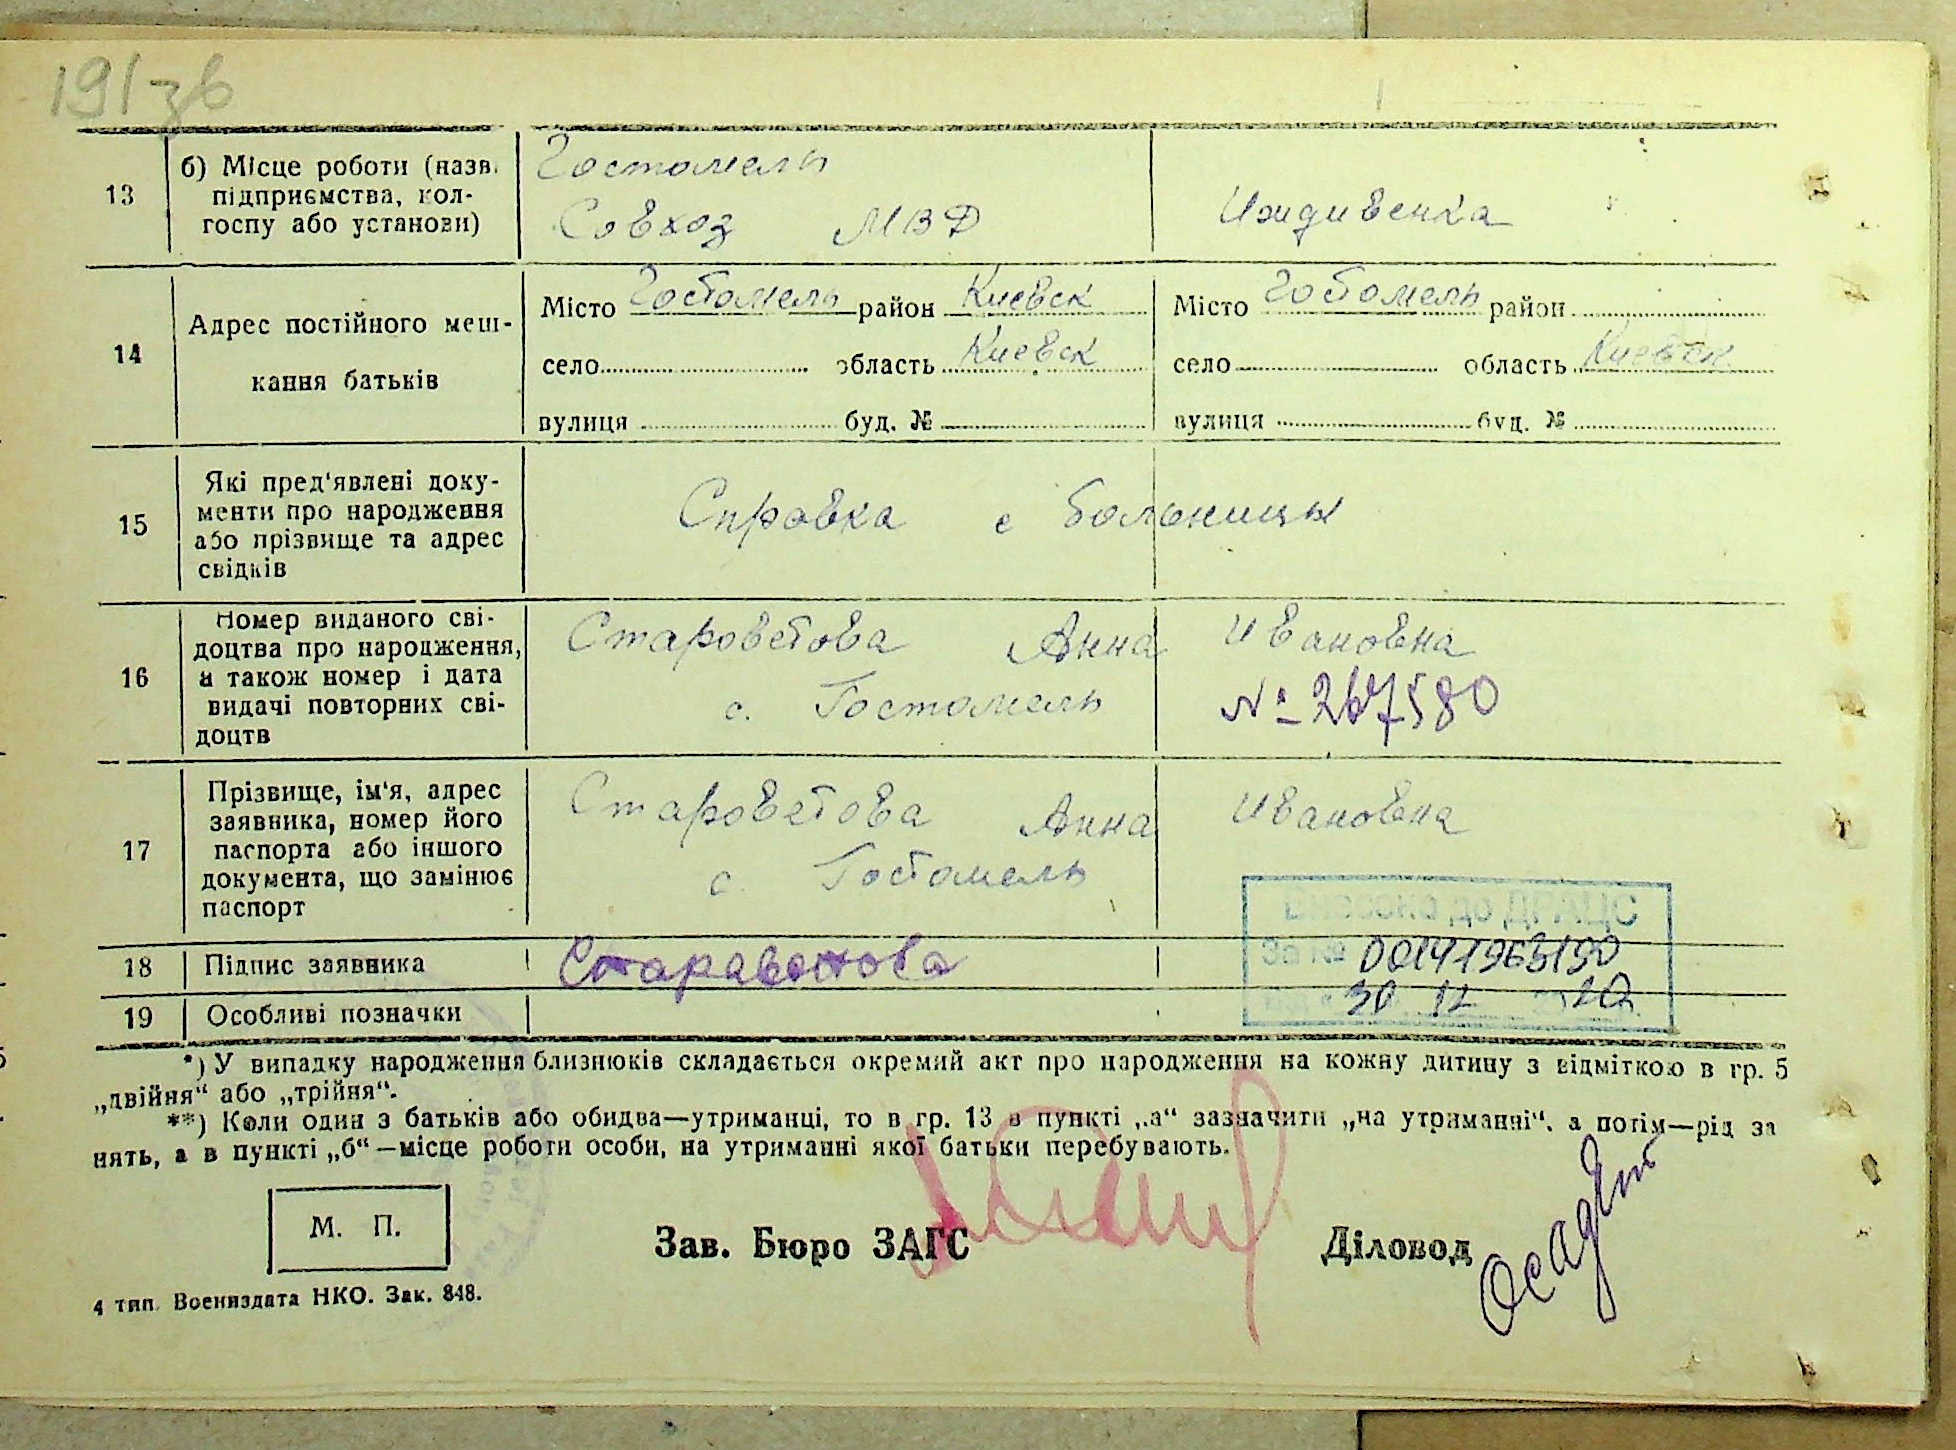 191зв
13
б) Місце роботи (назв.
підприємства, кол-
госпу або установи)
Гостомель
Совхоз МВД
Иждивенка
14
Адрес постійного меш-
кання батьків
Місто Гостомель район Киевск
село область Киевск
вулиця буд. №
Місто Гостомель район
село область Киевск
вулиця буд. №
15
Які пред'явлені доку-
менти про народження
або прізвище та адрес
свідків
Справка с больницы
16
Номер виданого сві-
доцтва про народження,
а також номер і дата
видачі повторних сві-
доцтв
Староветова Анна Ивановна
с. Гостомель № 267580
17
Прізвище, ім'я, адрес
заявника, номер його
паспорта або іншого
документа, що замінює
паспорт
Староветова Анна Ивановна
с. Гостомель
внесено до ДРАЦС
За № 00141963190
30 12 2020
18
Підпис заявника
Старавотова
19
Особливі позначки
*) У випадку народження близнюків складається окремий акт про народження на кожну дитину з відміткою в гр. 5
„двійня“ або „трійня“.
**) Коли один з батьків або обидва—утриманці, то в гр. 13 в пункті „а“ зазначити „на утриманні“, а потім—рід за
нять, а в пункті „б“—місце роботи особи, на утриманні якої батьки перебувають.
М. П.
Зав. Бюро ЗАГС
Діловод
4 тип. Воениздата НКО. Зак. 848.